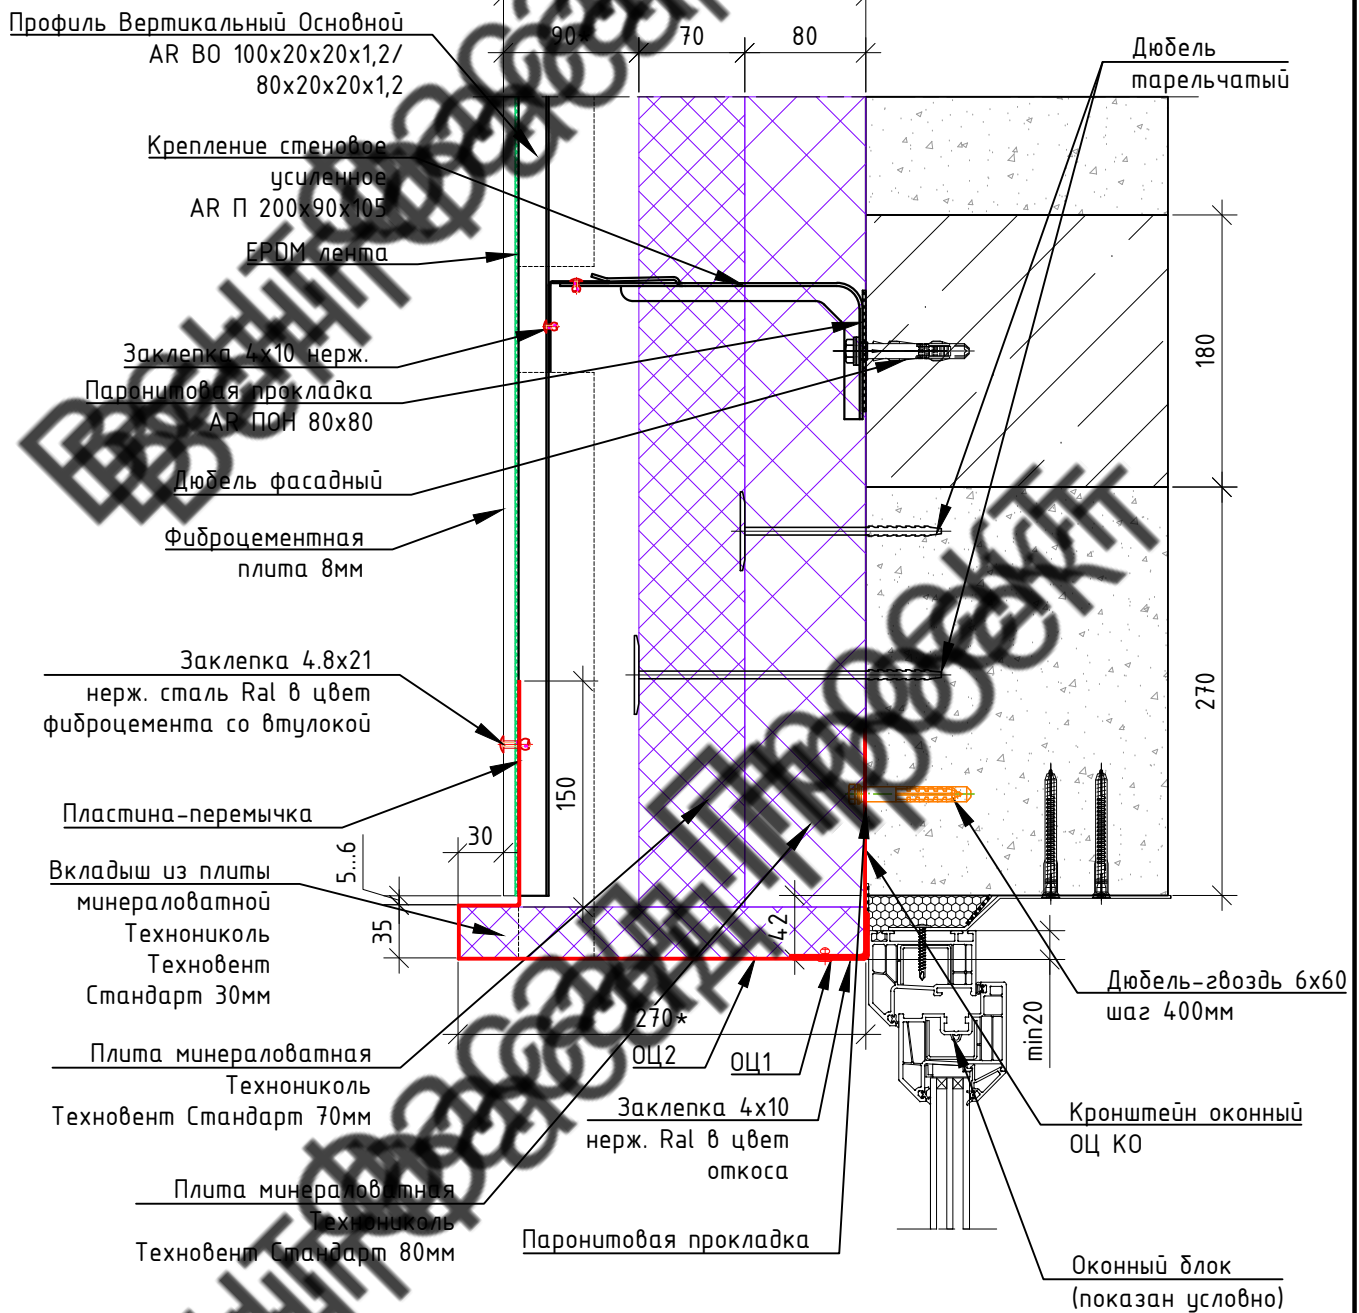 90*
70
80
Профиль Вертикальный Основной
AR ВО 100x20x20x1,2/
80x20x20x1,2
Дюбель
тарельчатый
Крепление стеновое
усиленное
AR П 200x90x105
EPDM лента
Заклепка 4x10 нерж.
Паронитовая прокладка
AR ПОН 80x80
180
Дюбель фасадный
Фиброцементная
плита 8мм
Заклепка 4.8x21
нерж. сталь Ral в цвет
фиброцемента со втулокой
270
150
Пластина-перемычка
30
5...6
Вкладыш из плиты
минераловатной
Технониколь
Техновент
Стандарт 30мм
35
42
Дюбель-гвоздь 6x60
шаг 400мм
270*
min20
ОЦ2
ОЦ1
Плита минераловатная
Технониколь
Техновент Стандарт 70мм
Заклепка 4x10
нерж. Ral в цвет
откоса
Кронштейн оконный
ОЦ КО
Плита минераловатная
Технониколь
Техновент Стандарт 80мм
Паронитовая прокладка
Оконный блок
(показан условно)